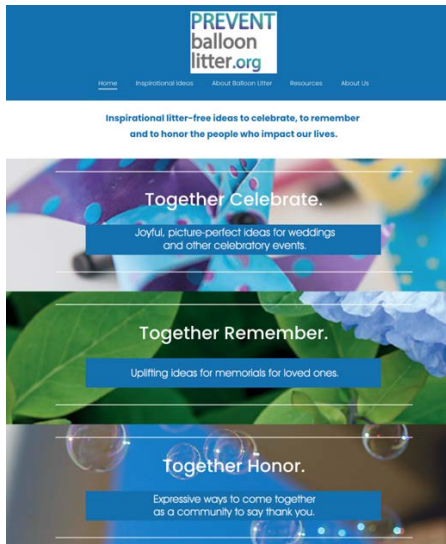 PREVENT
balloon
litter.org
Home Inspirational Ideas About Balloon Litter Resources About Us
Inspirational litter-free ideas to celebrate, to remember
and to honor the people who impact our lives.
Together Celebrate.
Joyful, picture-perfect ideas for weddings
and other celebratory events.
Together Remember.
Uplifting ideas for memorials for loved ones.
Together Honor.
Expressive ways to come together
as a community to say thank you.